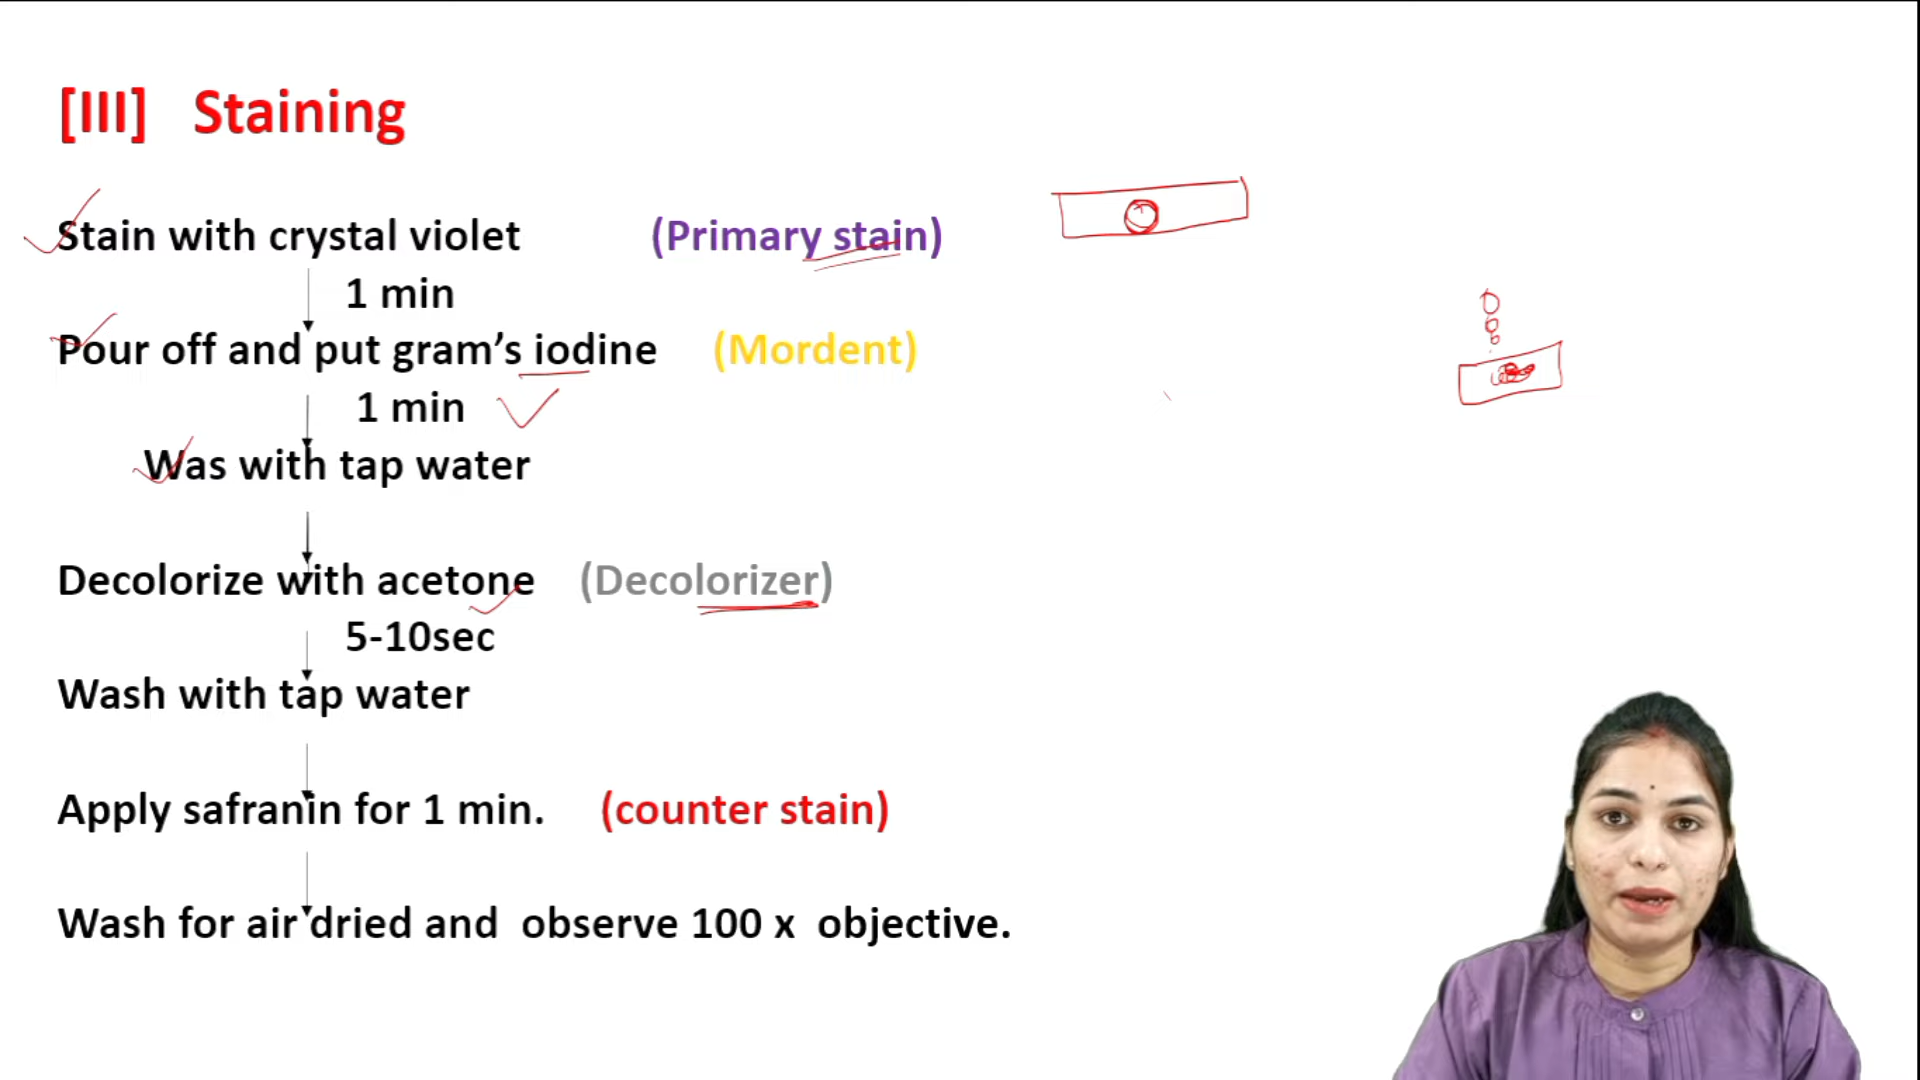 [III] Staining
Stain with crystal violet (Primary stain)
1 min
Pour off and put gram’s iodine (Mordent)
1 min
Was with tap water
Decolorize with acetone (Decolorizer)
5-10sec
Wash with tap water
Apply safranin for 1 min. (counter stain)
Wash for air dried and observe 100 x objective.